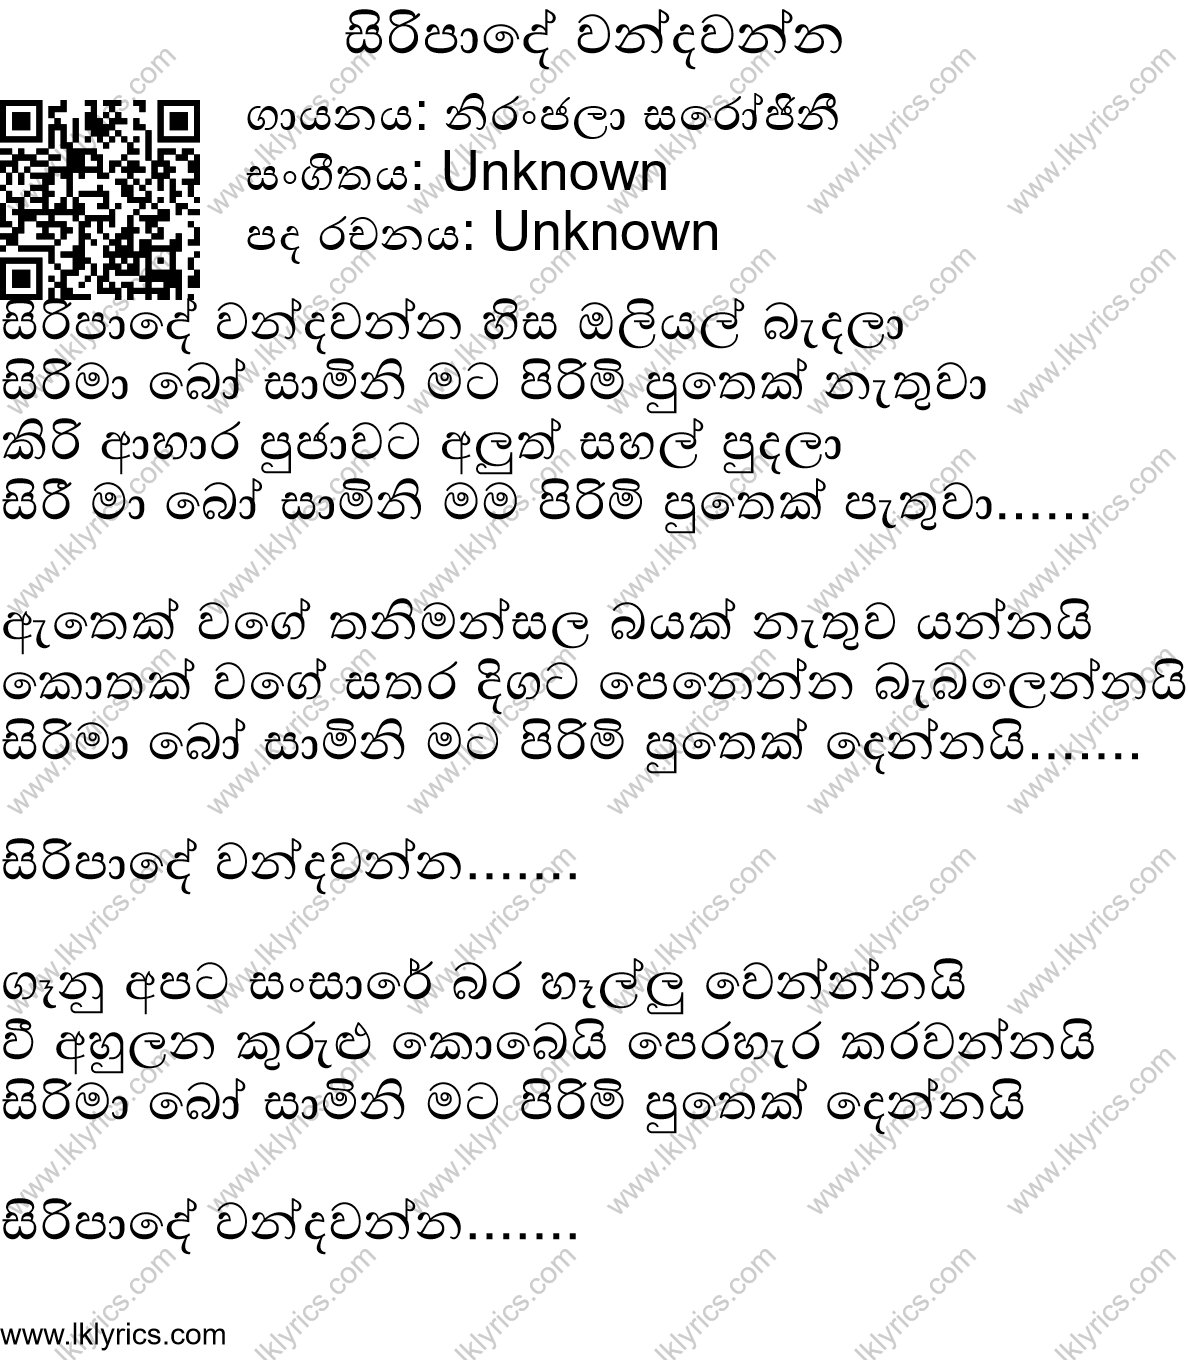 සිරිපාදේ වන්දවන්න
ගායනය: නිරංජලා සරෝජිනී
සංගීතය: Unknown
පද රචනය: Unknown
සිරිපාදේ වන්දවන්න හිස ඔලියල් බැදලා
සිරිමා බෝ සාමිනි මට පිරිමි පුතෙක් නැතුවා
කිරි ආහාර පුජාවට අලුත් සහල් පුදලා
සිරී මා බෝ සාමිනි මම පිරිමි පුතෙක් පැතුවා......
ඇතෙක් වගේ තනිමන්සල බයක් නැතුව යන්නයි
කොතක් වගේ සතර දිගට පෙනෙන්න බැබලෙන්නයි
සිරිමා බෝ සාමිනි මට පිරිමි පුතෙක් දෙන්නයි.......
සිරිපාදේ වන්දවන්න.......
ගෑනු අපට සංසාරේ බර හෑල්ලු වෙන්න්නයි
වී අහුලන කුරුළු කොබෙයි පෙරහැර කරවන්නයි
සිරිමා බෝ සාමිනි මට පිරිමි පුතෙක් දෙන්නයි
සිරිපාදේ වන්දවන්න.......
www.lklyrics.com